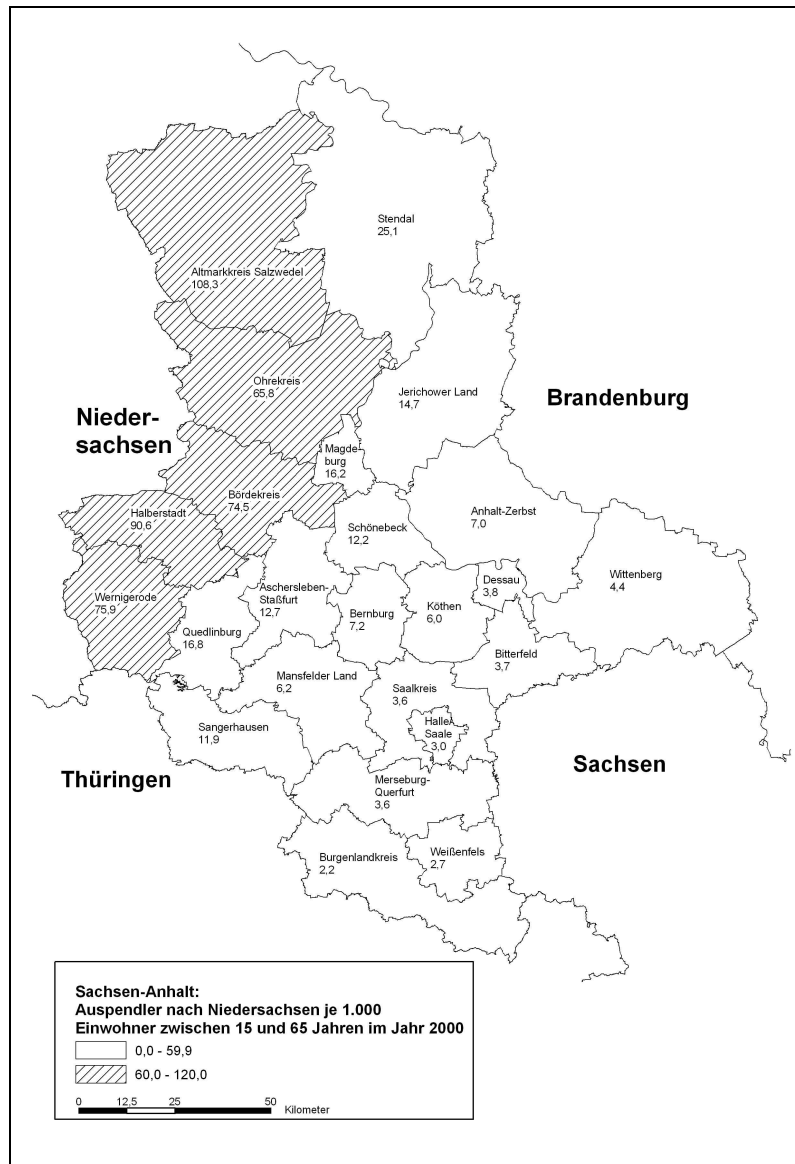 Stendal
25,1
Altmarkkreis Salzwedel
108,3
Ohrekreis
65,8
Jerichower Land
14,7
Brandenburg
Nieder-
sachsen
Magde-
burg
16,2
Bördekreis
74,5
Halberstadt
90,6
Schönebeck
12,2
Anhalt-Zerbst
7,0
Wittenberg
4,4
Wernigerode
75,9
Aschersleben-
Staßfurt
12,7
Bernburg
7,2
Köthen
6,0
Dessau
3,8
Quedlinburg
16,8
Bitterfeld
3,7
Mansfelder Land
6,2
Saalkreis
3,6
Sangerhausen
11,9
Halle/
Saale
3,0
Thüringen
Sachsen
Merseburg-
Querfurt
3,6
Burgenlandkreis
2,2
Weißenfels
2,7
Sachsen-Anhalt:
Auspendler nach Niedersachsen je 1.000
Einwohner zwischen 15 und 65 Jahren im Jahr 2000
0,0 - 59,9
60,0 - 120,0
0 12,5 25 50 Kilometer